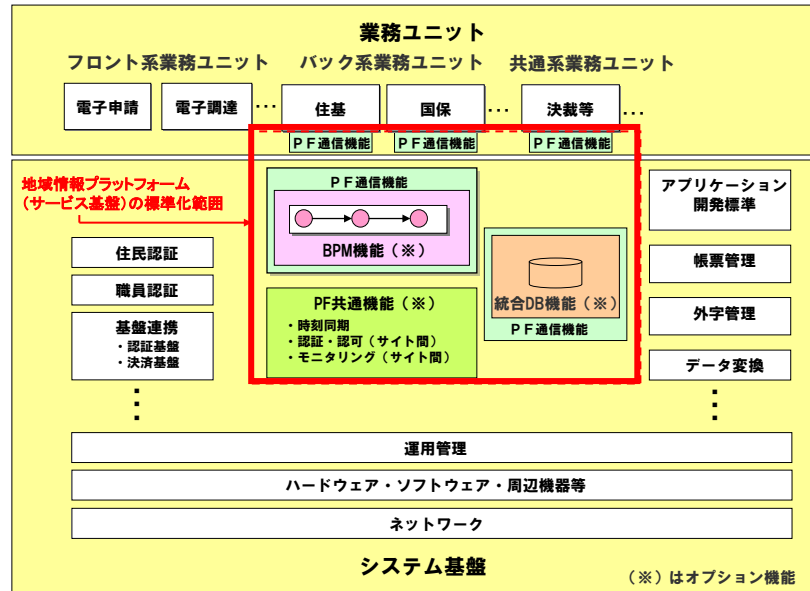 業務ユニット
フロント系業務ユニット
バック系業務ユニット
共通系業務ユニット
電子申請
電子調達
･･･
住基
国保
･･･
決裁等
･･･
ＰＦ通信機能
ＰＦ通信機能
ＰＦ通信機能
地域情報プラットフォーム
（サービス基盤）の標準化範囲
住民認証
職員認証
基盤連携
・認証基盤
・決済基盤
ＰＦ通信機能
BPM機能（※）
PF共通機能（※）
・時刻同期
・認証・認可（サイト間）
・モニタリング（サイト間）
統合DB機能（※）
ＰＦ通信機能
アプリケーション
開発標準
帳票管理
外字管理
データ変換
運用管理
ハードウェア・ソフトウェア・周辺機器等
ネットワーク
システム基盤
（※）はオプション機能